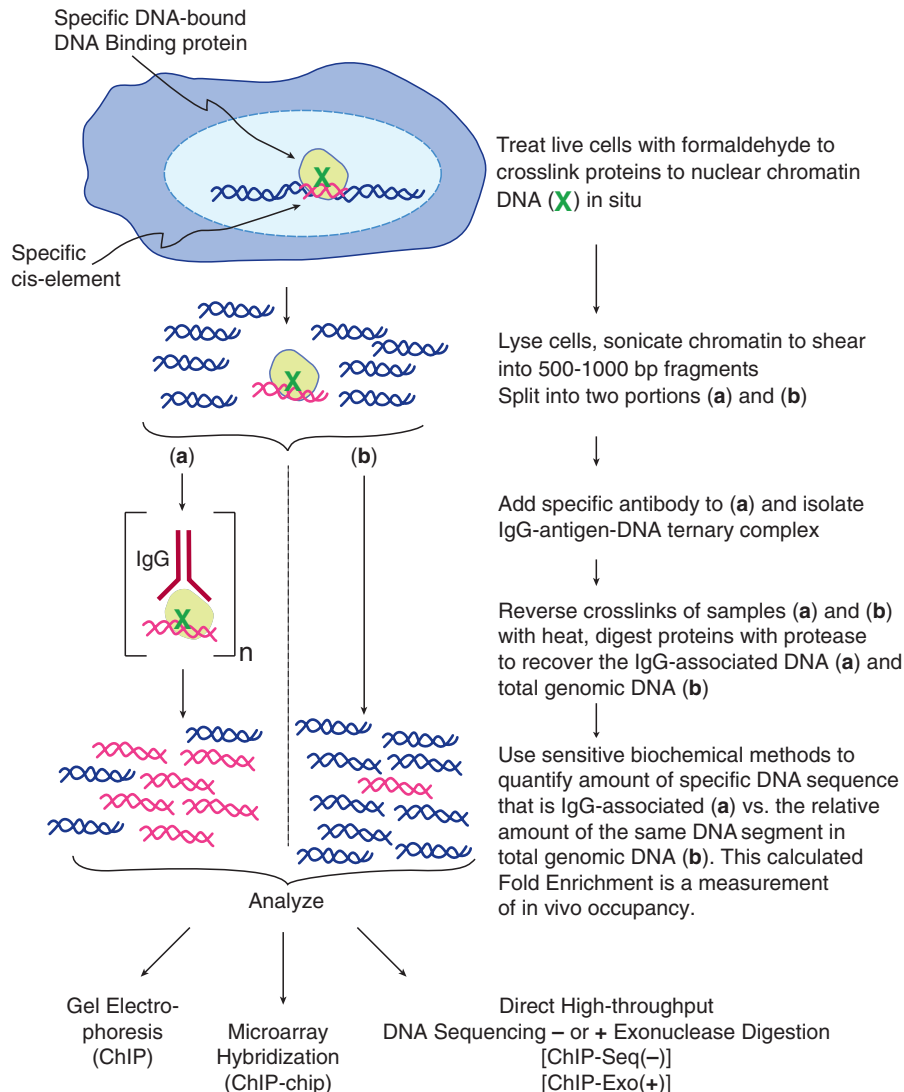 Specific DNA-bound
DNA Binding protein
X
Treat live cells with formaldehyde to
crosslink proteins to nuclear chromatin
DNA (X) in situ
Specific
cis-element
X
Lyse cells, sonicate chromatin to shear
into 500-1000 bp fragments
Split into two portions (a) and (b)
(a)
(b)
Add specific antibody to (a) and isolate
IgG-antigen-DNA ternary complex
IgG
X
n
Reverse crosslinks of samples (a) and (b)
with heat, digest proteins with protease
to recover the IgG-associated DNA (a) and
total genomic DNA (b)
Use sensitive biochemical methods to
quantify amount of specific DNA sequence
that is IgG-associated (a) vs. the relative
amount of the same DNA segment in
total genomic DNA (b). This calculated
Fold Enrichment is a measurement
of in vivo occupancy.
Analyze
Gel Electro-
phoresis
(ChIP)
Microarray
Hybridization
(ChIP-chip)
Direct High-throughput
DNA Sequencing – or + Exonuclease Digestion
[ChIP-Seq(–)]
[ChIP-Exo(+)]